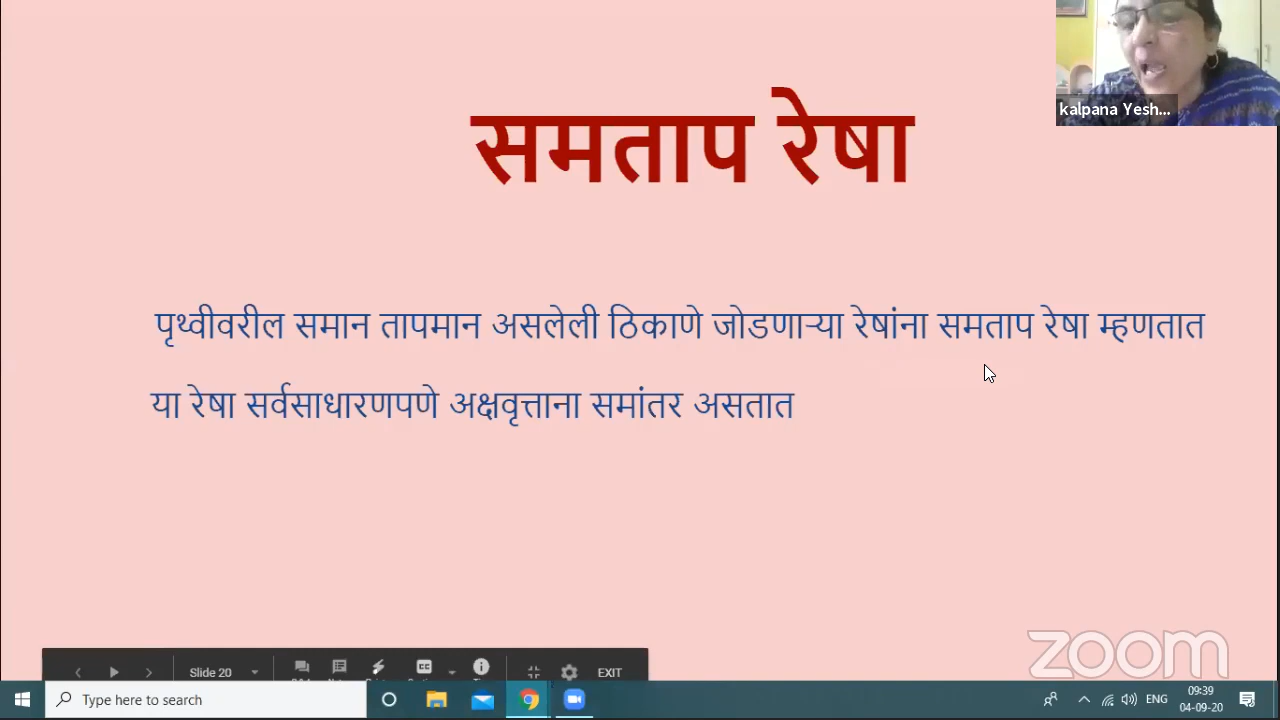 kalpana Yesh...
समताप रेषा
पृथ्वीवरील समान तापमान असलेली ठिकाणे जोडणाऱ्या रेषांना समताप रेषा म्हणतात
या रेषा सर्वसाधारणपणे अक्षवृत्ताना समांतर असतात
zoom
Slide 20
EXIT
Type here to search
ENG
09:39
04-09-20